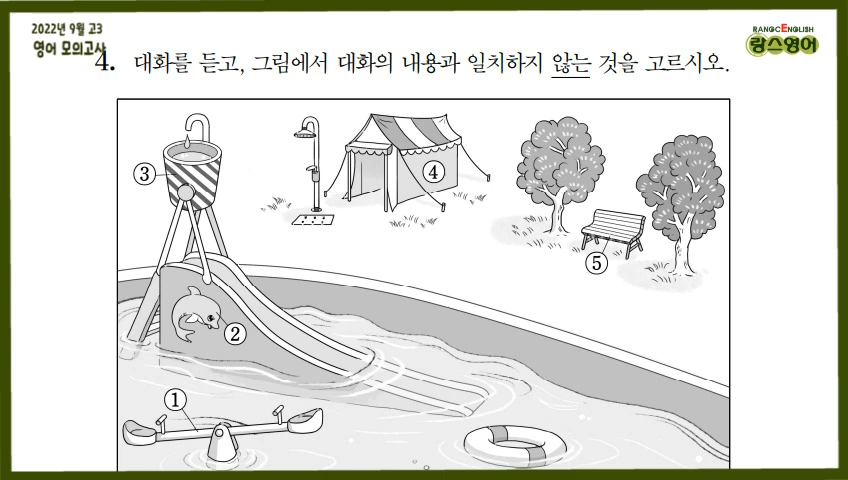 2022년 9월 고3
영어 모의고사
RANGCENGLISH
랑스영어
4. 대화를 듣고, 그림에서 대화의 내용과 일치하지 않는 것을 고르시오.
③
④
⑤
②
①